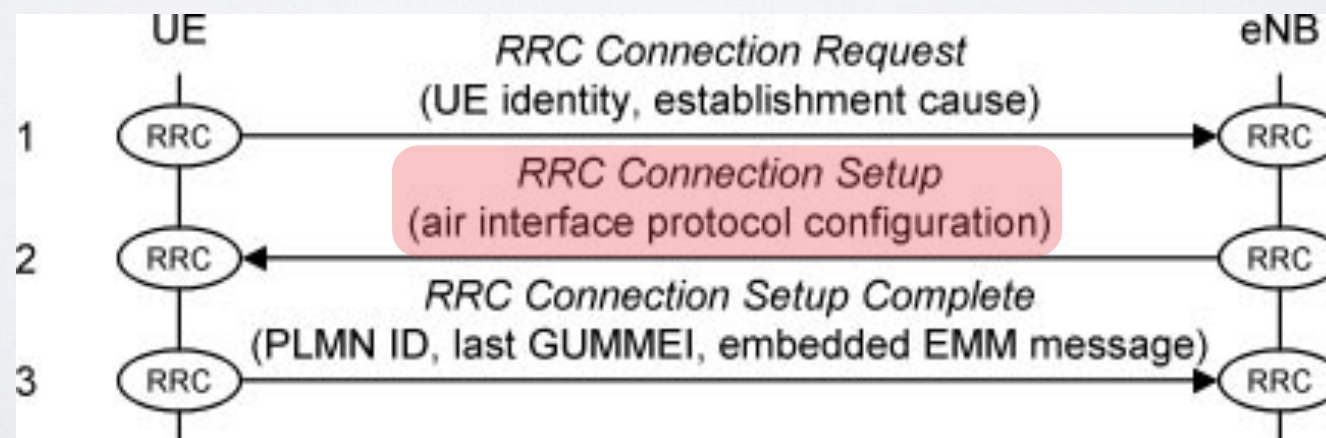 UE
eNB
RRC Connection Request
(UE identity, establishment cause)
1
RRC
RRC
RRC Connection Setup
(air interface protocol configuration)
2
RRC
RRC
RRC Connection Setup Complete
(PLMN ID, last GUMMEI, embedded EMM message)
3
RRC
RRC